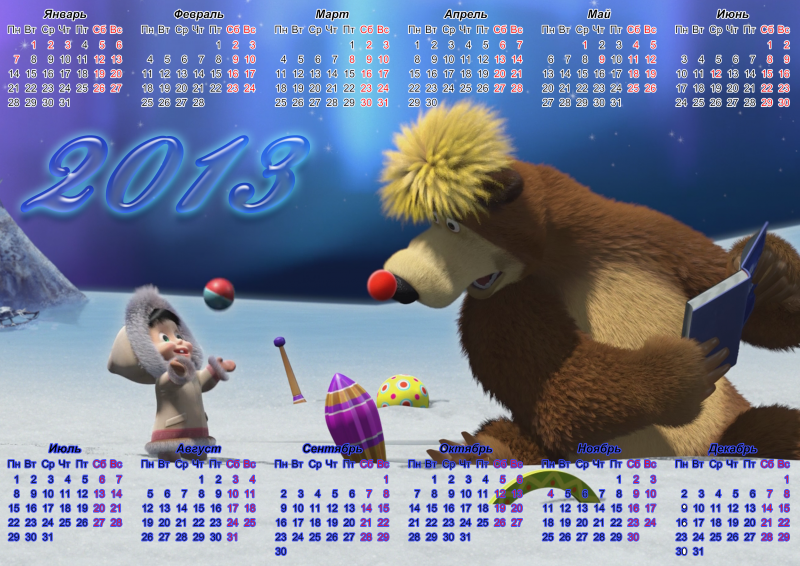 Январь Февраль Март Апрель Май Июнь
Пн Вт Ср Чт Пт Сб Вс Пн Вт Ср Чт Пт Сб Вс Пн Вт Ср Чт Пт Сб Вс Пн Вт Ср Чт Пт Сб Вс Пн Вт Ср Чт Пт Сб Вс Пн Вт Ср Чт Пт Сб Вс
1 2 3 4 5 6 1 2 3 1 2 3 1 2 3 4 5 6 7 1 2 3 4 5 1 2
7 8 9 10 11 12 13 4 5 6 7 8 9 10 4 5 6 7 8 9 10 8 9 10 11 12 13 14 6 7 8 9 10 11 12 3 4 5 6 7 8 9
14 15 16 17 18 19 20 11 12 13 14 15 16 17 11 12 13 14 15 16 17 15 16 17 18 19 20 21 13 14 15 16 17 18 19 10 11 12 13 14 15 16
21 22 23 24 25 26 27 18 19 20 21 22 23 24 18 19 20 21 22 23 24 22 23 24 25 26 27 28 20 21 22 23 24 25 26 17 18 19 20 21 22 23
28 29 30 31 25 26 27 28 25 26 27 28 29 30 31 29 30 27 28 29 30 31 24 25 26 27 28 29 30
2013
Июль Август Сентябрь Октябрь Ноябрь Декабрь
Пн Вт Ср Чт Пт Сб Вс Пн Вт Ср Чт Пт Сб Вс Пн Вт Ср Чт Пт Сб Вс Пн Вт Ср Чт Пт Сб Вс Пн Вт Ср Чт Пт Сб Вс Пн Вт Ср Чт Пт Сб Вс
1 2 3 4 5 6 7 1 2 3 4 1 1 2 3 4 5 6 1 2 3 1
8 9 10 11 12 13 14 5 6 7 8 9 10 11 2 3 4 5 6 7 8 7 8 9 10 11 12 13 4 5 6 7 8 9 10 2 3 4 5 6 7 8
15 16 17 18 19 20 21 12 13 14 15 16 17 18 9 10 11 12 13 14 15 14 15 16 17 18 19 20 11 12 13 14 15 16 17 9 10 11 12 13 14 15
22 23 24 25 26 27 28 19 20 21 22 23 24 25 16 17 18 19 20 21 22 21 22 23 24 25 26 27 18 19 20 21 22 23 24 16 17 18 19 20 21 22
29 30 31 26 27 28 29 30 31 23 24 25 26 27 28 29 28 29 30 31 25 26 27 28 29 30 23 24 25 26 27 28 29
30 30 31